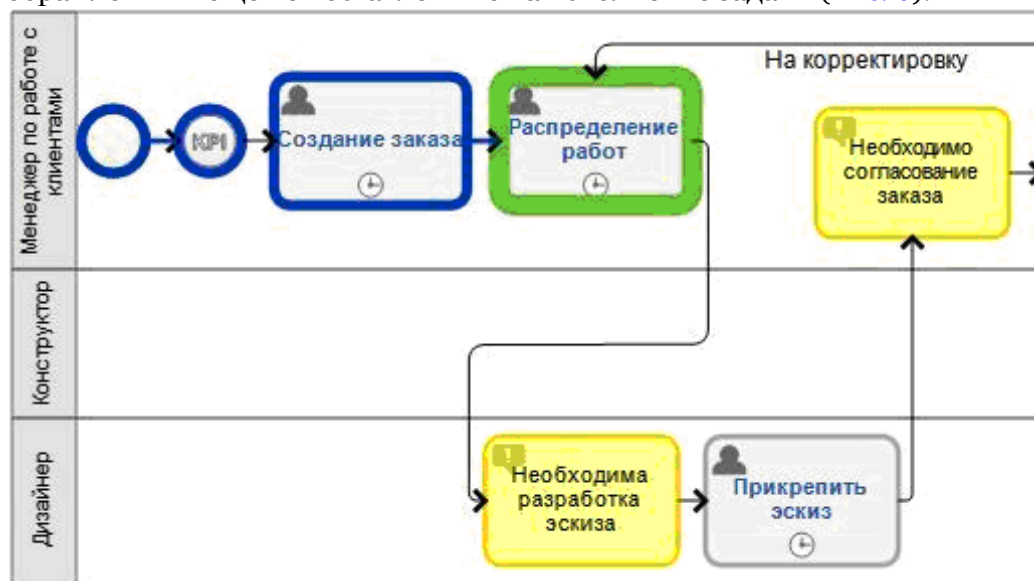 Менеджер по работе с
клиентами
KPI
Создание заказа
Распределение
работ
На корректировку
Необходимо
согласование
заказа
Конструктор
Дизайнер
Необходима
разработка
эскиза
Прикрепить
эскиз